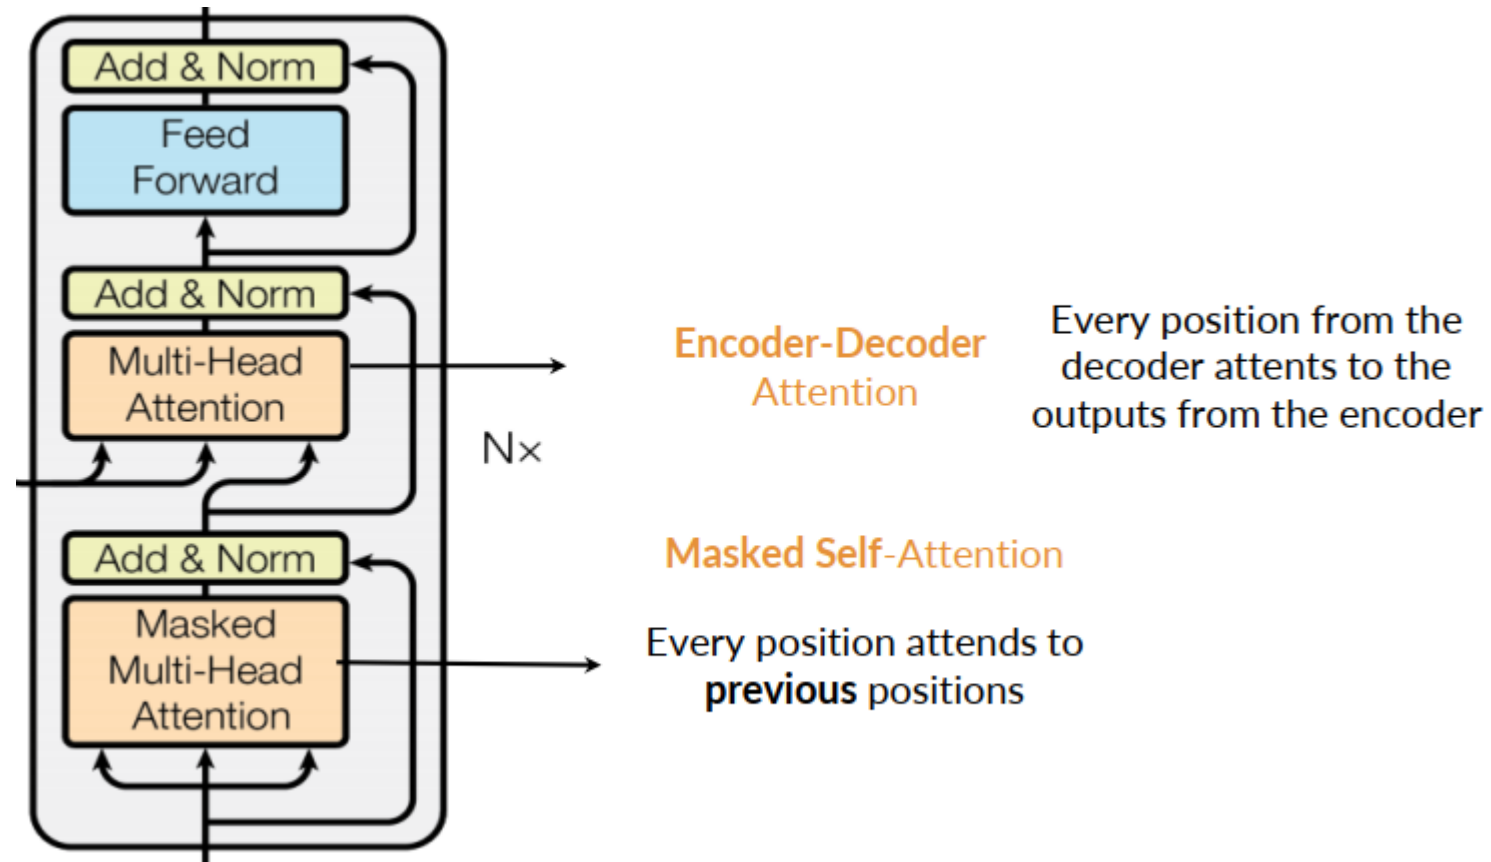 Add & Norm
Feed
Forward
Add & Norm
Multi-Head
Attention
Nx
Add & Norm
Masked
Multi-Head
Attention
Encoder-Decoder
Attention
Every position from the
decoder attents to the
outputs from the encoder
Masked Self-Attention
Every position attends to
previous positions